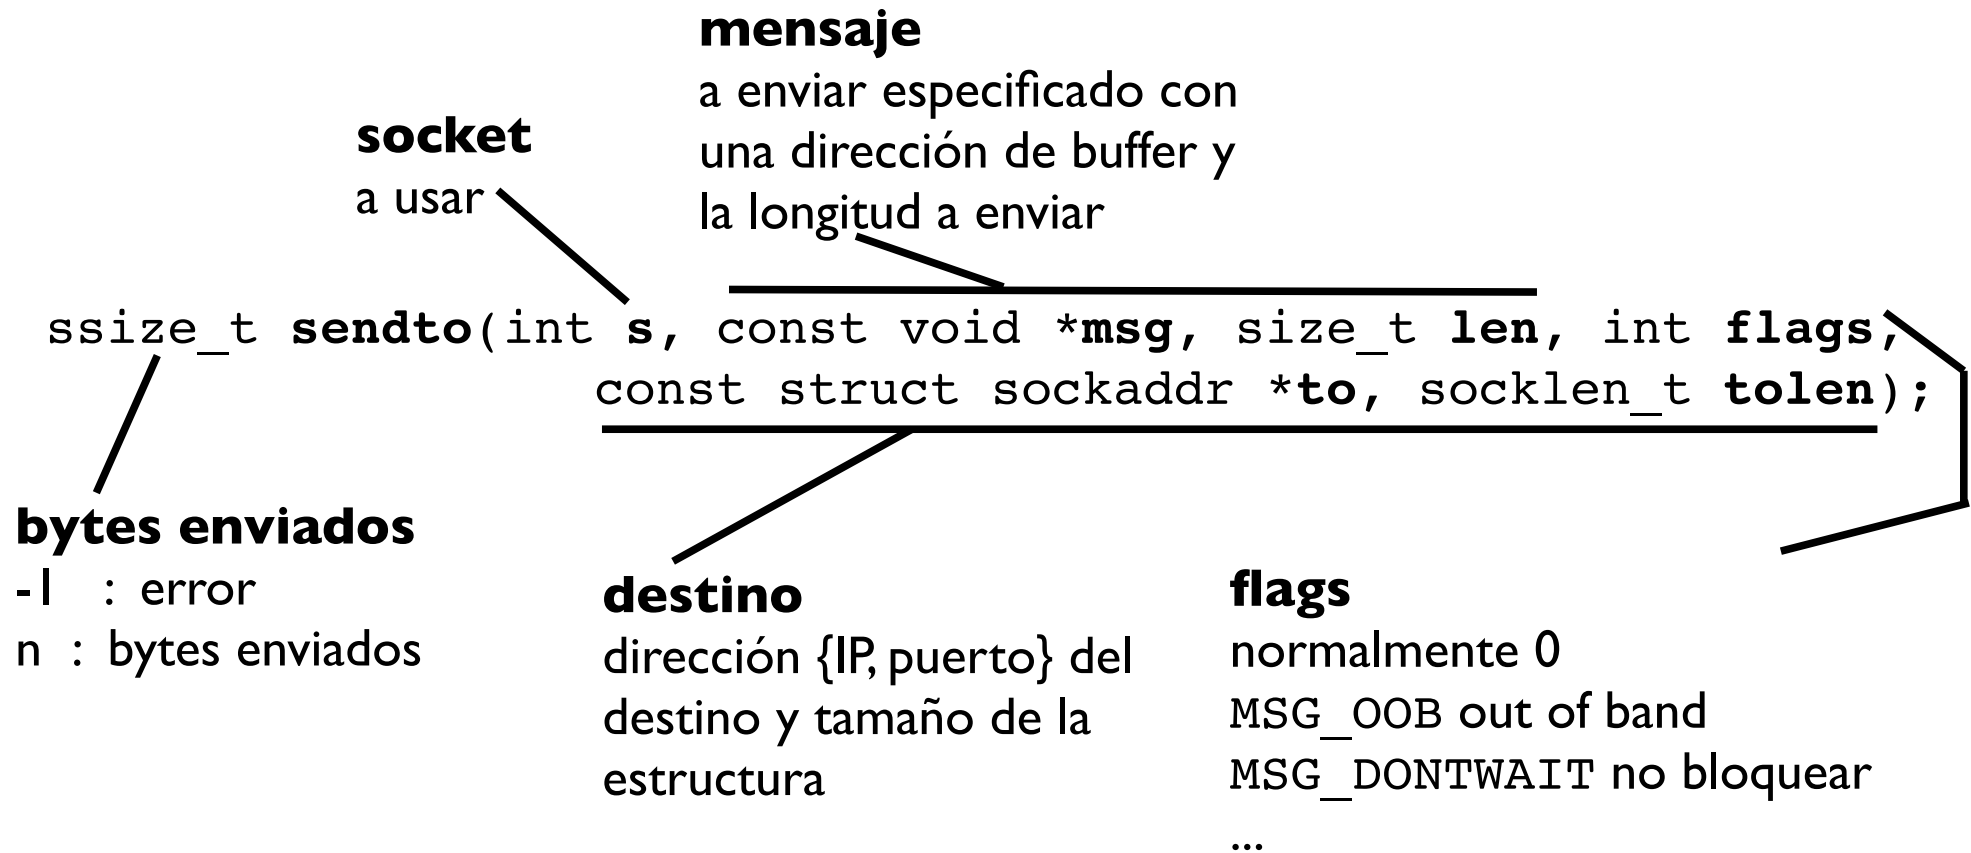 mensaje
a enviar especificado con
una dirección de buffer y
la longitud a enviar
socket
a usar
ssize_t sendto(int s, const void *msg, size_t len, int flags,
const struct sockaddr *to, socklen_t tolen);
bytes enviados
-1 : error
n : bytes enviados
destino
dirección {IP, puerto} del
destino y tamaño de la
estructura
flags
normalmente 0
MSG_OOB out of band
MSG_DONTWAIT no bloquear
...